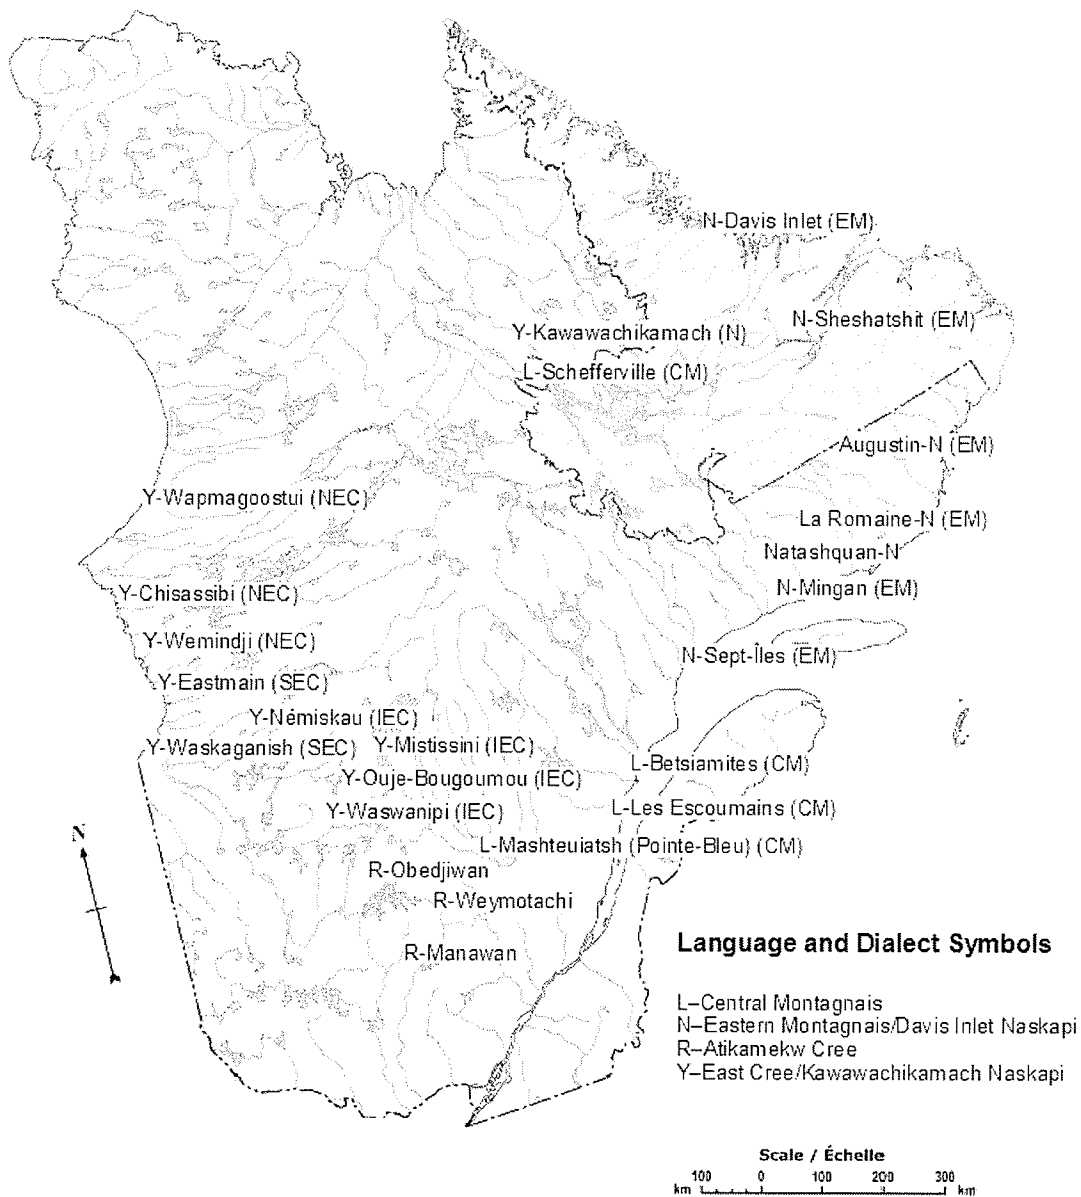 N-Davis Inlet (EM)
N-Sheshatshit (EM)
Y-Kawawachikamach (N)
L-Schefferville (CM)
Augustin-N (EM)
Y-Wapmagoostui (NEC)
La Romaine-N (EM)
Natashquan-N
N-Mingan (EM)
Y-Chisassibi (NEC)
Y-Wemindji (NEC)
N-Sept-Îles (EM)
Y-Eastmain (SEC)
Y-Némiskau (IEC)
Y-Waskaganish (SEC)
Y-Mistissini (IEC)
L-Betsiamites (CM)
Y-Ouje-Bougoumou (IEC)
Y-Waswanipi (IEC)
L-Les Escoumains (CM)
L-Mashteuiatsh (Pointe-Bleu) (CM)
N
R-Obedjiwan
R-Weymotachi
R-Manawan
Language and Dialect Symbols
L–Central Montagnais
N–Eastern Montagnais/Davis Inlet Naskapi
R–Atikamekw Cree
Y–East Cree/Kawawachikamach Naskapi
Scale / Échelle
km 100 0 100 200 300 km